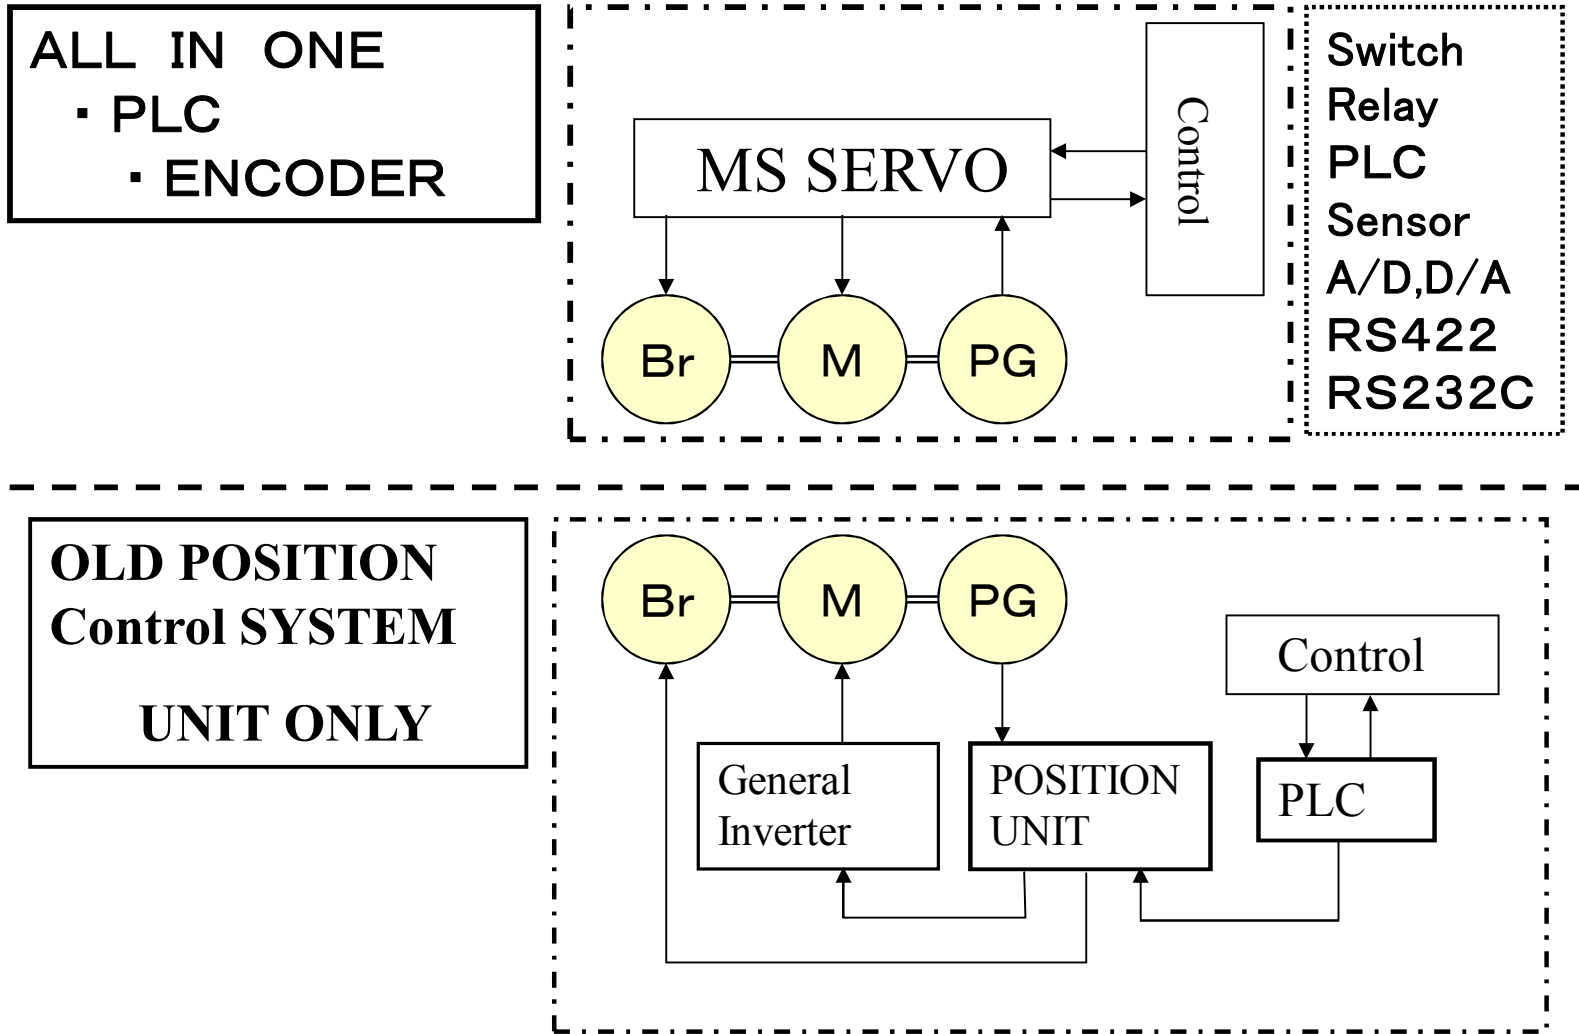 ALL IN ONE
・PLC
・ENCODER
MS SERVO
Control
Br
M
PG
Switch
Relay
PLC
Sensor
A/D,D/A
RS422
RS232C
OLD POSITION
Control SYSTEM
UNIT ONLY
Br
M
PG
Control
General
Inverter
POSITION
UNIT
PLC